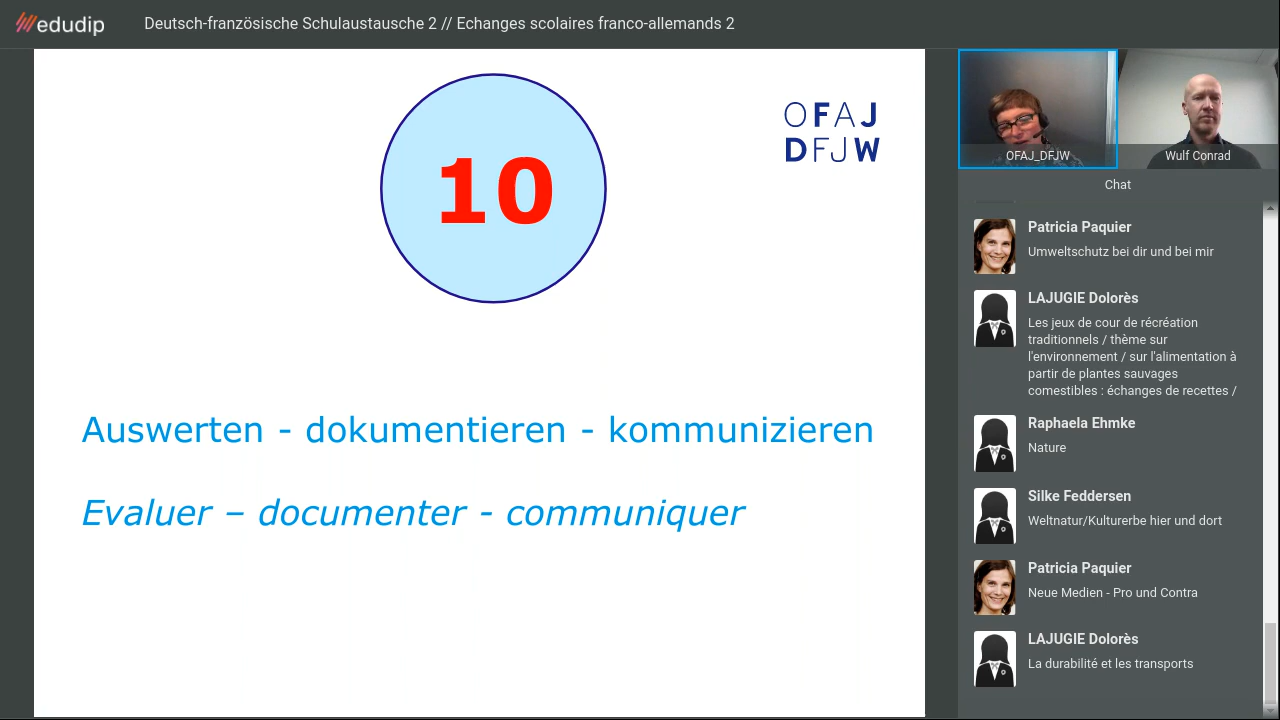 edudip
Deutsch-französische Schulaustausche 2 // Echanges scolaires franco-allemands 2
10
OFAJ
DFJW
Auswerten - dokumentieren - kommunizieren
Evaluer – documenter - communiquer
OFAJ_DFJW
Wulf Conrad
Chat
Patricia Paquier
Umweltschutz bei dir und bei mir
LAJUGIE Dolorès
Les jeux de cour de récréation
traditionnels / thème sur
l'environnement / sur l'alimentation à
partir de plantes sauvages
comestibles : échanges de recettes /
Raphaela Ehmke
Nature
Silke Feddersen
Weltnatur/Kulturerbe hier und dort
Patricia Paquier
Neue Medien - Pro und Contra
LAJUGIE Dolorès
La durabilité et les transports